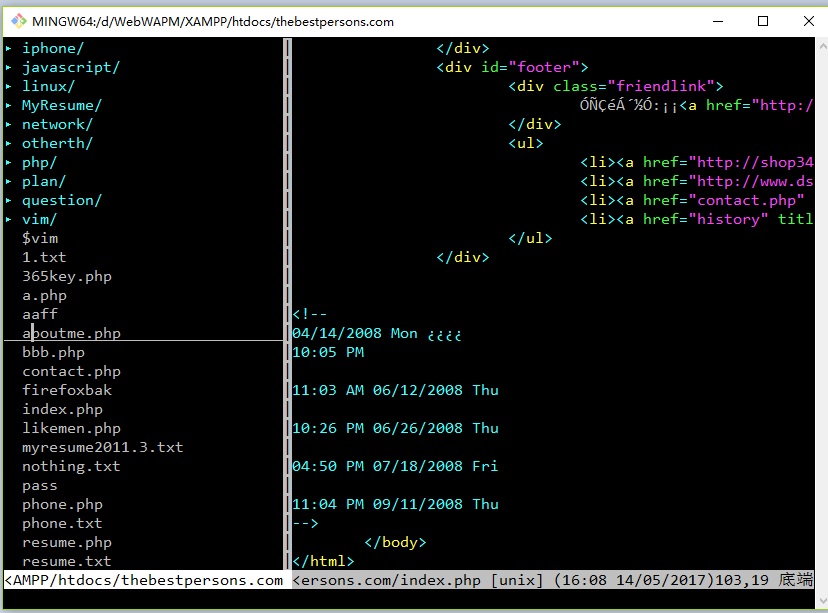 MINGW64:/d/WebWAPM/XAMPP/htdocs/thebestpersons.com
▸ iphone/
▸ javascript/
▸ linux/
▸ MyResume/
▸ network/
▸ otherth/
▸ php/
▸ plan/
▸ question/
▸ vim/
$vim
1.txt
365key.php
a.php
aaff
aboutme.php
bbb.php
contact.php
firefoxbak
index.php
likemen.php
myresume2011.3.txt
nothing.txt
pass
phone.php
phone.txt
resume.php
resume.txt
<AMPP/htdocs/thebestpersons.com
</div>
<div id="footer">
<div class="friendlink">
ÓÑÇéÁ´½Ó:¡¡<a href="http:/
</div>
<ul>
<li><a href="http://shop34
<li><a href="http://www.ds
<li><a href="contact.php"
<li><a href="history" titl
</ul>
</div>
<!--
04/14/2008 Mon ¿¿¿¿
10:05 PM
11:03 AM 06/12/2008 Thu
10:26 PM 06/26/2008 Thu
04:50 PM 07/18/2008 Fri
11:04 PM 09/11/2008 Thu
-->
</body>
</html>
<ersons.com/index.php [unix] (16:08 14/05/2017)103,19 底端